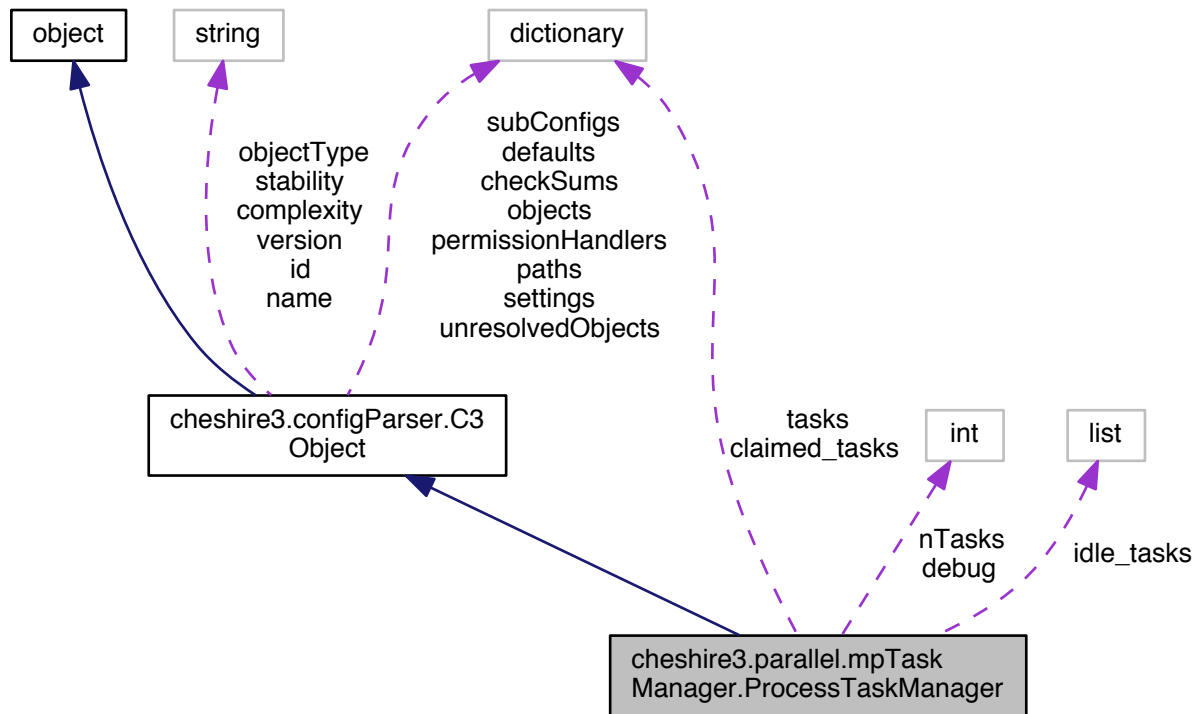 object
string
dictionary
objectType
stability
complexity
version
id
name
subConfigs
defaults
checkSums
objects
permissionHandlers
paths
settings
unresolvedObjects
cheshire3.configParser.C3
Object
tasks
claimed_tasks
int
list
nTasks
debug
idle_tasks
cheshire3.parallel.mpTask
Manager.ProcessTaskManager